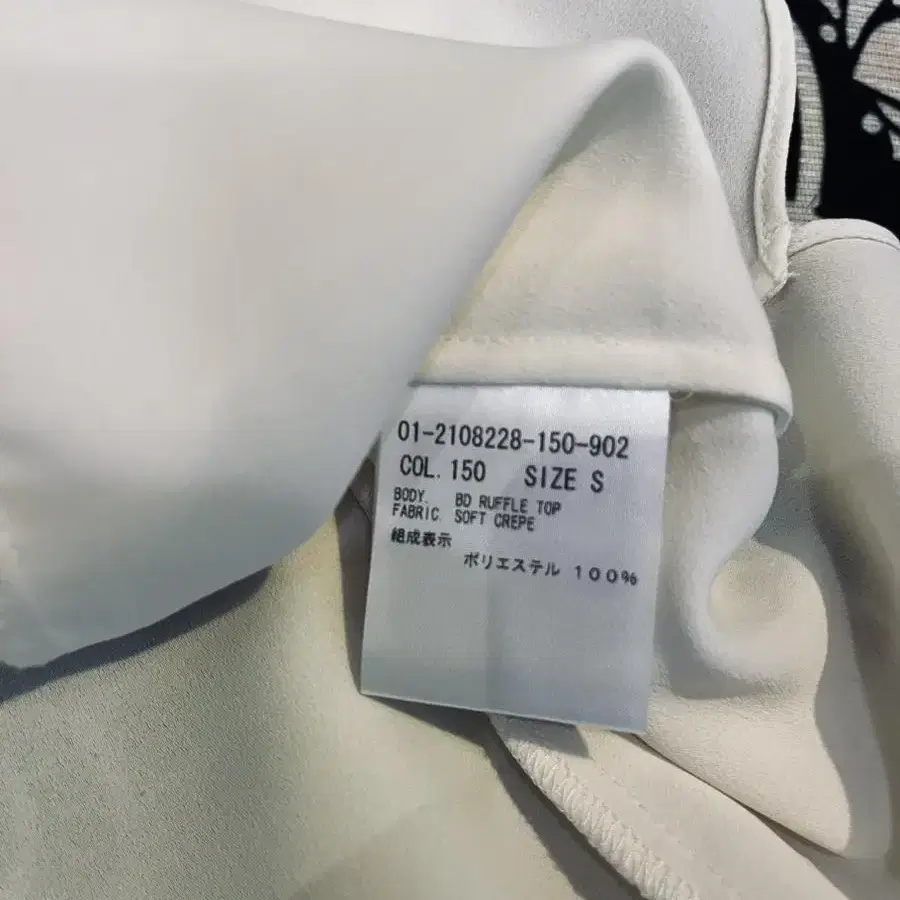 01-2108228-150-902
COL. 150 SIZE S
BODY. BD RUFFLE TOP
FABRIC. SOFT CREPE
組成表示
ポリエステル 100%